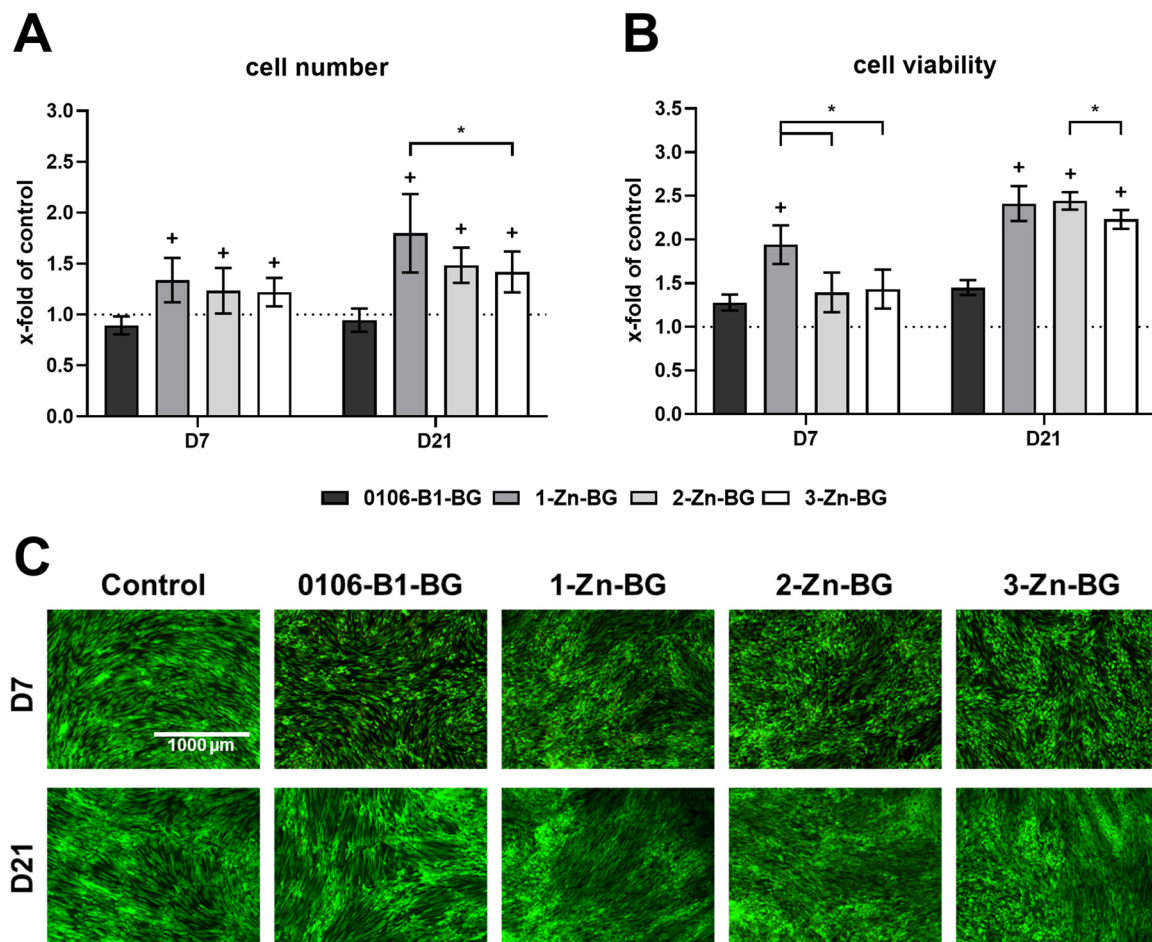 A
B
cell number
cell viability
x-fold of control
3.0
2.5
2.0
1.5
1.0
0.5
0.0
*
+
+
+
+
+
+
D7
D21
x-fold of control
3.5
3.0
2.5
2.0
1.5
1.0
0.5
0.0
*
*
+
+
+
+
D7
D21
0106-B1-BG 1-Zn-BG 2-Zn-BG 3-Zn-BG
C
Control 0106-B1-BG 1-Zn-BG 2-Zn-BG 3-Zn-BG
D7
1000 µm
D21